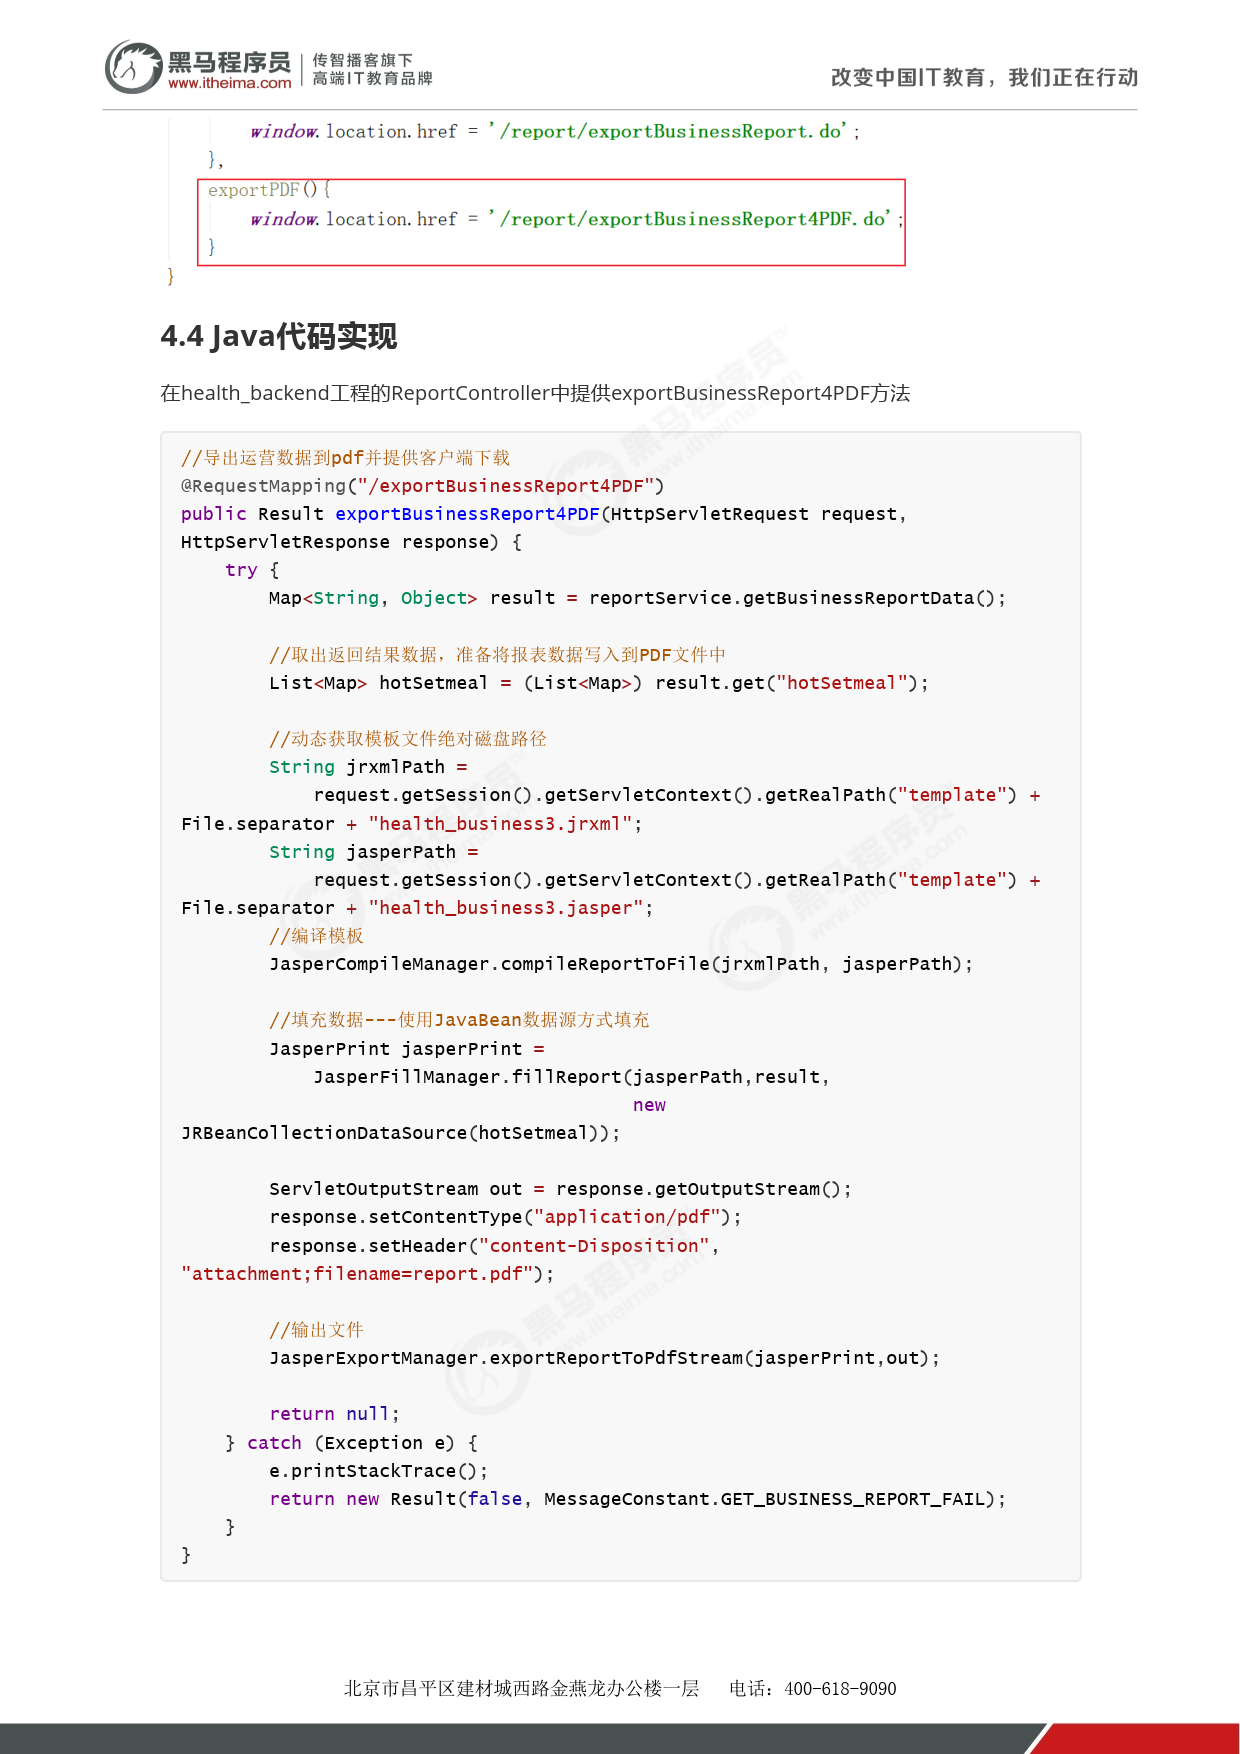 黑马程序员
www.itheima.com
传智播客旗下
高端IT教育品牌
改变中国IT教育，我们正在行动
window.location.href = '/report/exportBusinessReport.do';
},
exportPDF(){
window.location.href = '/report/exportBusinessReport4PDF.do';
}
}
4.4 Java代码实现
在health_backend工程的ReportController中提供exportBusinessReport4PDF方法
//导出运营数据到pdf并提供客户端下载
@RequestMapping("/exportBusinessReport4PDF")
public Result exportBusinessReport4PDF(HttpServletRequest request,
HttpServletResponse response) {
try {
Map<String, Object> result = reportService.getBusinessReportData();
//取出返回结果数据，准备将报表数据写入到PDF文件中
List<Map> hotSetmeal = (List<Map>) result.get("hotSetmeal");
//动态获取模板文件绝对磁盘路径
String jrxmlPath =
request.getSession().getServletContext().getRealPath("template") +
File.separator + "health_business3.jrxml";
String jasperPath =
request.getSession().getServletContext().getRealPath("template") +
File.separator + "health_business3.jasper";
//编译模板
JasperCompileManager.compileReportToFile(jrxmlPath, jasperPath);
//填充数据---使用JavaBean数据源方式填充
JasperPrint jasperPrint =
JasperFillManager.fillReport(jasperPath,result,
new
JRBeanCollectionDataSource(hotSetmeal));
ServletOutputStream out = response.getOutputStream();
response.setContentType("application/pdf");
response.setHeader("content-Disposition",
"attachment;filename=report.pdf");
//输出文件
JasperExportManager.exportReportToPdfStream(jasperPrint,out);
return null;
} catch (Exception e) {
e.printStackTrace();
return new Result(false, MessageConstant.GET_BUSINESS_REPORT_FAIL);
}
}
北京市昌平区建材城西路金燕龙办公楼一层 电话：400-618-9090